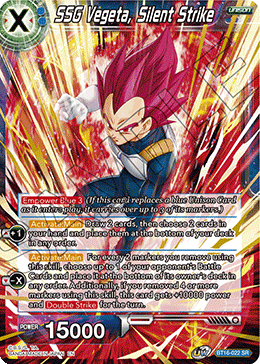 SSG Vegeta, Silent Strike
UNISON
X
Empower Blue 3 (If this card replaces a blue Unison Card
as it enters play, it carries over up to 3 of its markers.)
+1 Activate:Main Draw 2 cards, then choose 2 cards in
your hand and place them at the bottom of your deck
in any order.
Activate:Main For every 2 markers you remove using
this skill, choose up to 1 of your opponent's Battle
Cards and place it at the bottom of its owner's deck in
any order. Additionally, if you removed 4 or more
markers using this skill, this card gets +10000 power
and Double Strike for the turn.
POWER 15000
BT16-022 SR